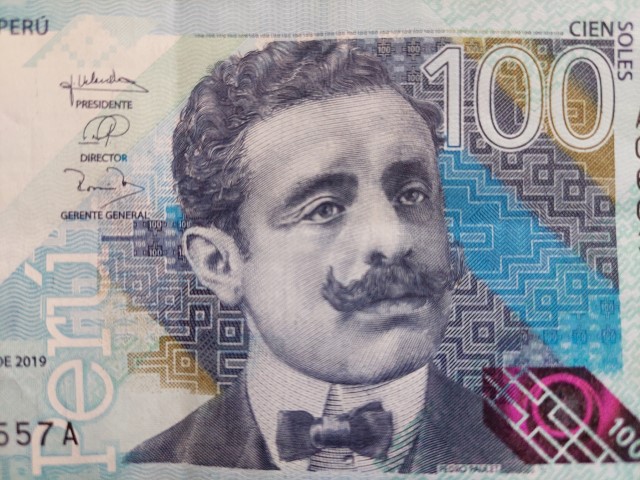 PERÚ
DE 2019
557A
Perú
PRESIDENTE
DIRECTOR
GERENTE GENERAL
100
CIEN
SOLES
100